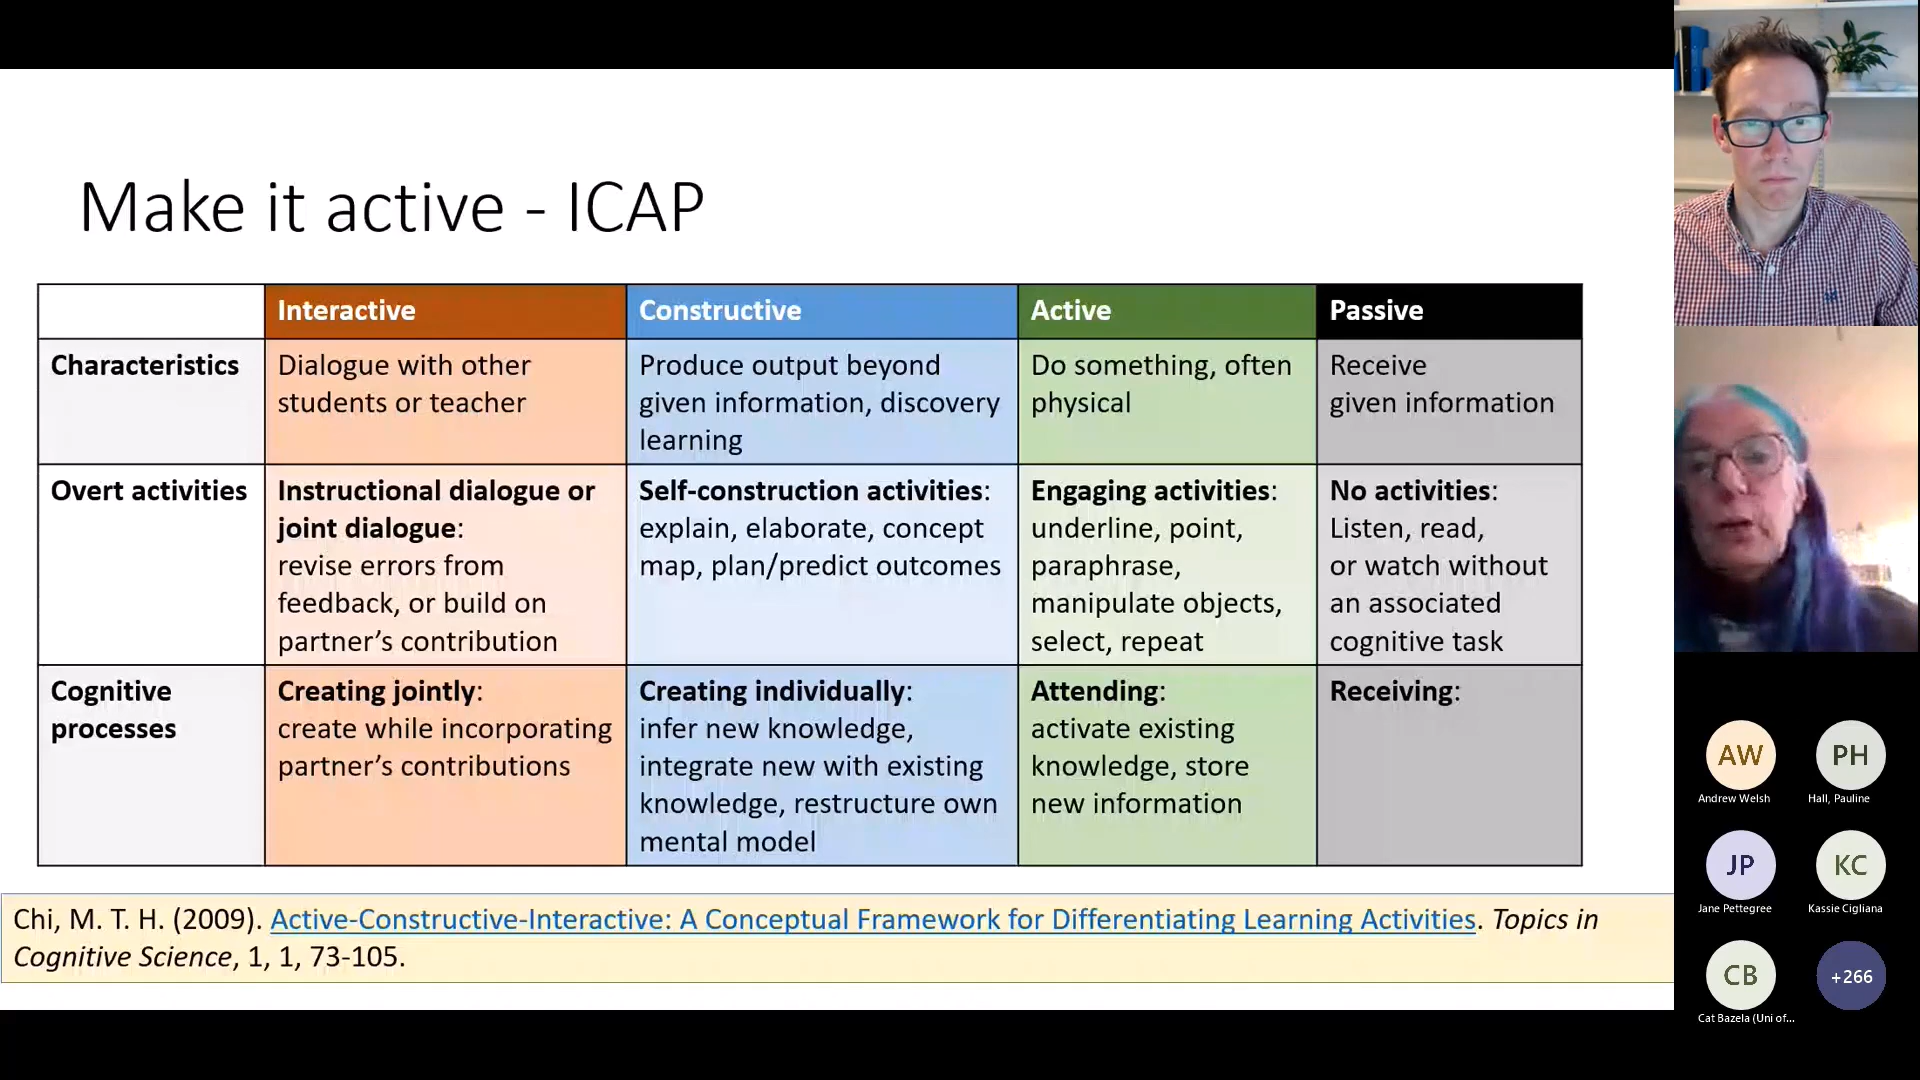 Make it active - ICAP
Interactive
Constructive
Active
Passive
Characteristics
Dialogue with other
students or teacher
Produce output beyond
given information, discovery
learning
Do something, often
physical
Receive
given information
Overt activities
Instructional dialogue or
joint dialogue:
revise errors from
feedback, or build on
partner's contribution
Self-construction activities:
explain, elaborate, concept
map, plan/predict outcomes
Engaging activities:
underline, point,
paraphrase,
manipulate objects,
select, repeat
No activities:
Listen, read,
or watch without
an associated
cognitive task
Cognitive
processes
Creating jointly:
create while incorporating
partner's contributions
Creating individually:
infer new knowledge,
integrate new with existing
knowledge, restructure own
mental model
Attending:
activate existing
knowledge, store
new information
Receiving:
Chi, M. T. H. (2009). Active-Constructive-Interactive: A Conceptual Framework for Differentiating Learning Activities. Topics in
Cognitive Science, 1, 1, 73-105.
AW
Andrew Welsh
PH
Hall, Pauline
JP
Jane Pettegree
KC
Kassie Cigliana
CB
Cat Bazela (Uni of...
+266